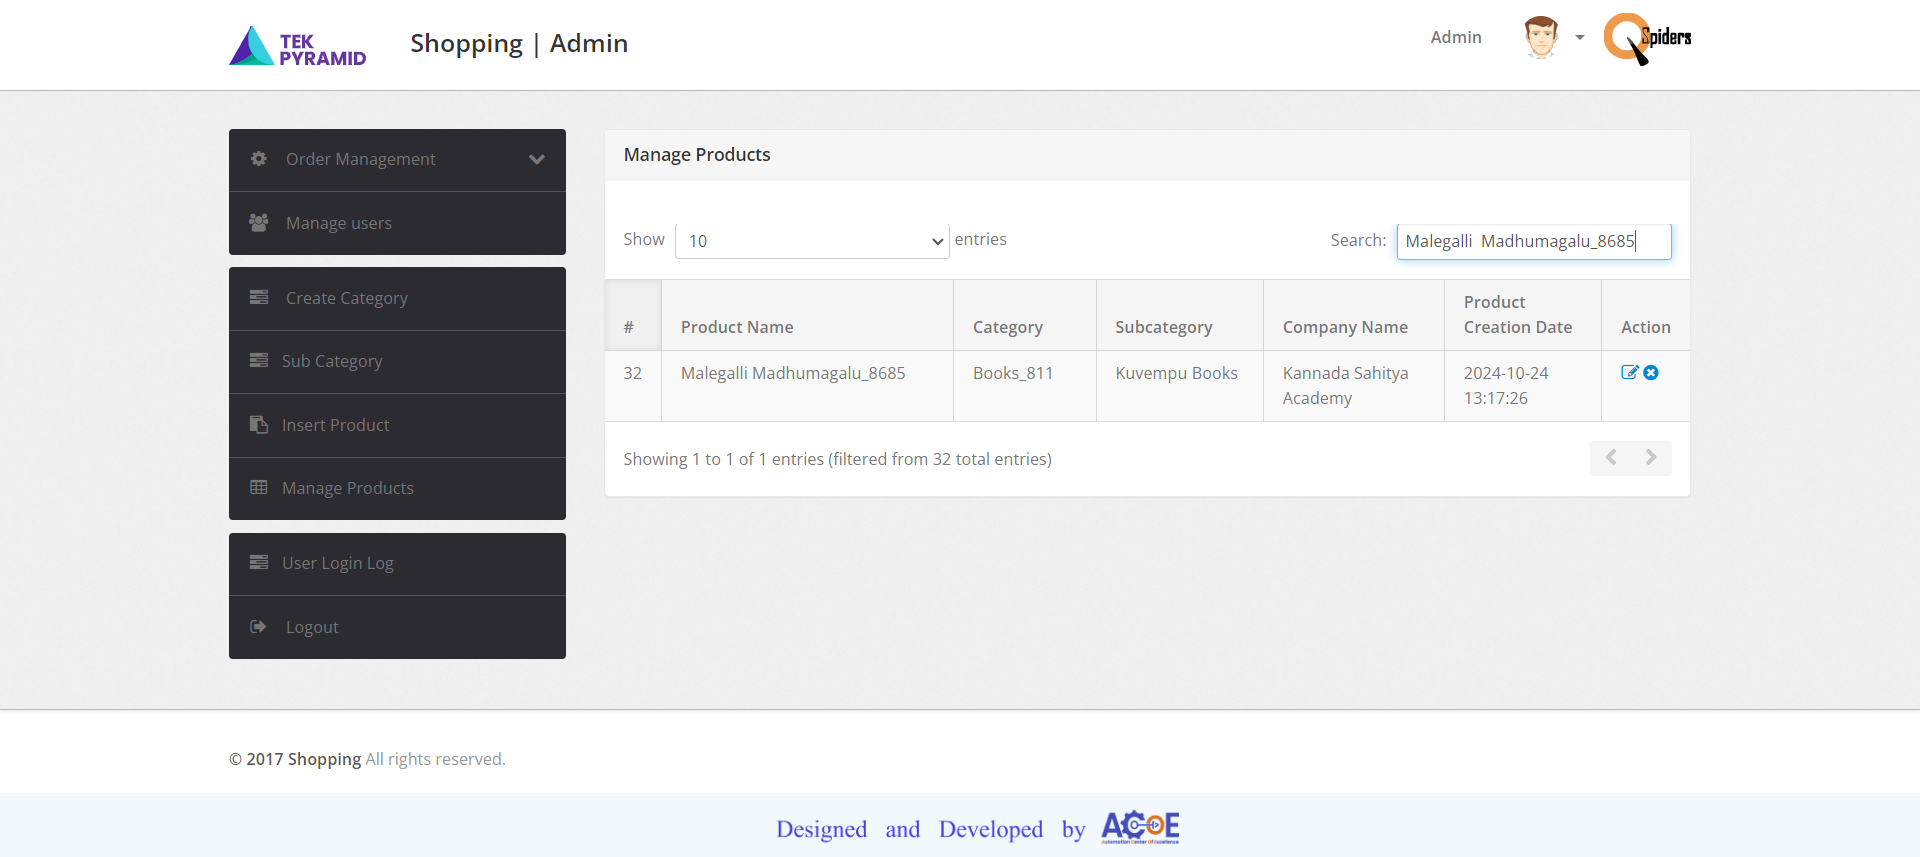 TEK
PYRAMID
Shopping | Admin
Admin
Spiders
Order Management
Manage users
Create Category
Sub Category
Insert Product
Manage Products
User Login Log
Logout
Manage Products
Show 10 entries
Search: Malegalli  Madhumagalu_8685
# Product Name Category Subcategory Company Name Product Creation Date Action
32 Malegalli Madhumagalu_8685 Books_811 Kuvempu Books Kannada Sahitya Academy 2024-10-24 13:17:26
Showing 1 to 1 of 1 entries (filtered from 32 total entries)
© 2017 Shopping All rights reserved.
Designed and Developed by ACOE
Automation Center Of Excellence